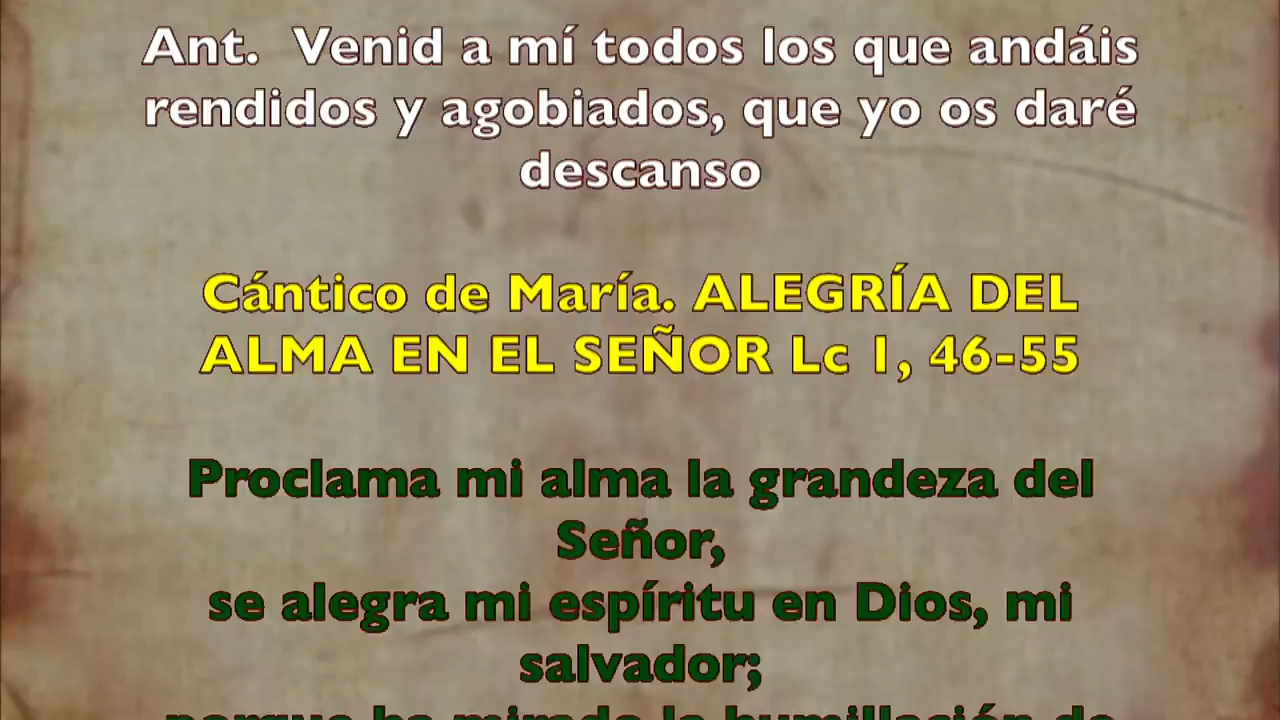 Ant.  Venid a mí todos los que andáis
rendidos y agobiados, que yo os daré
descanso
Cántico de María. ALEGRÍA DEL
ALMA EN EL SEÑOR Lc 1, 46-55
Proclama mi alma la grandeza del
Señor,
se alegra mi espíritu en Dios, mi
salvador;
porque ha mirado la humillación de